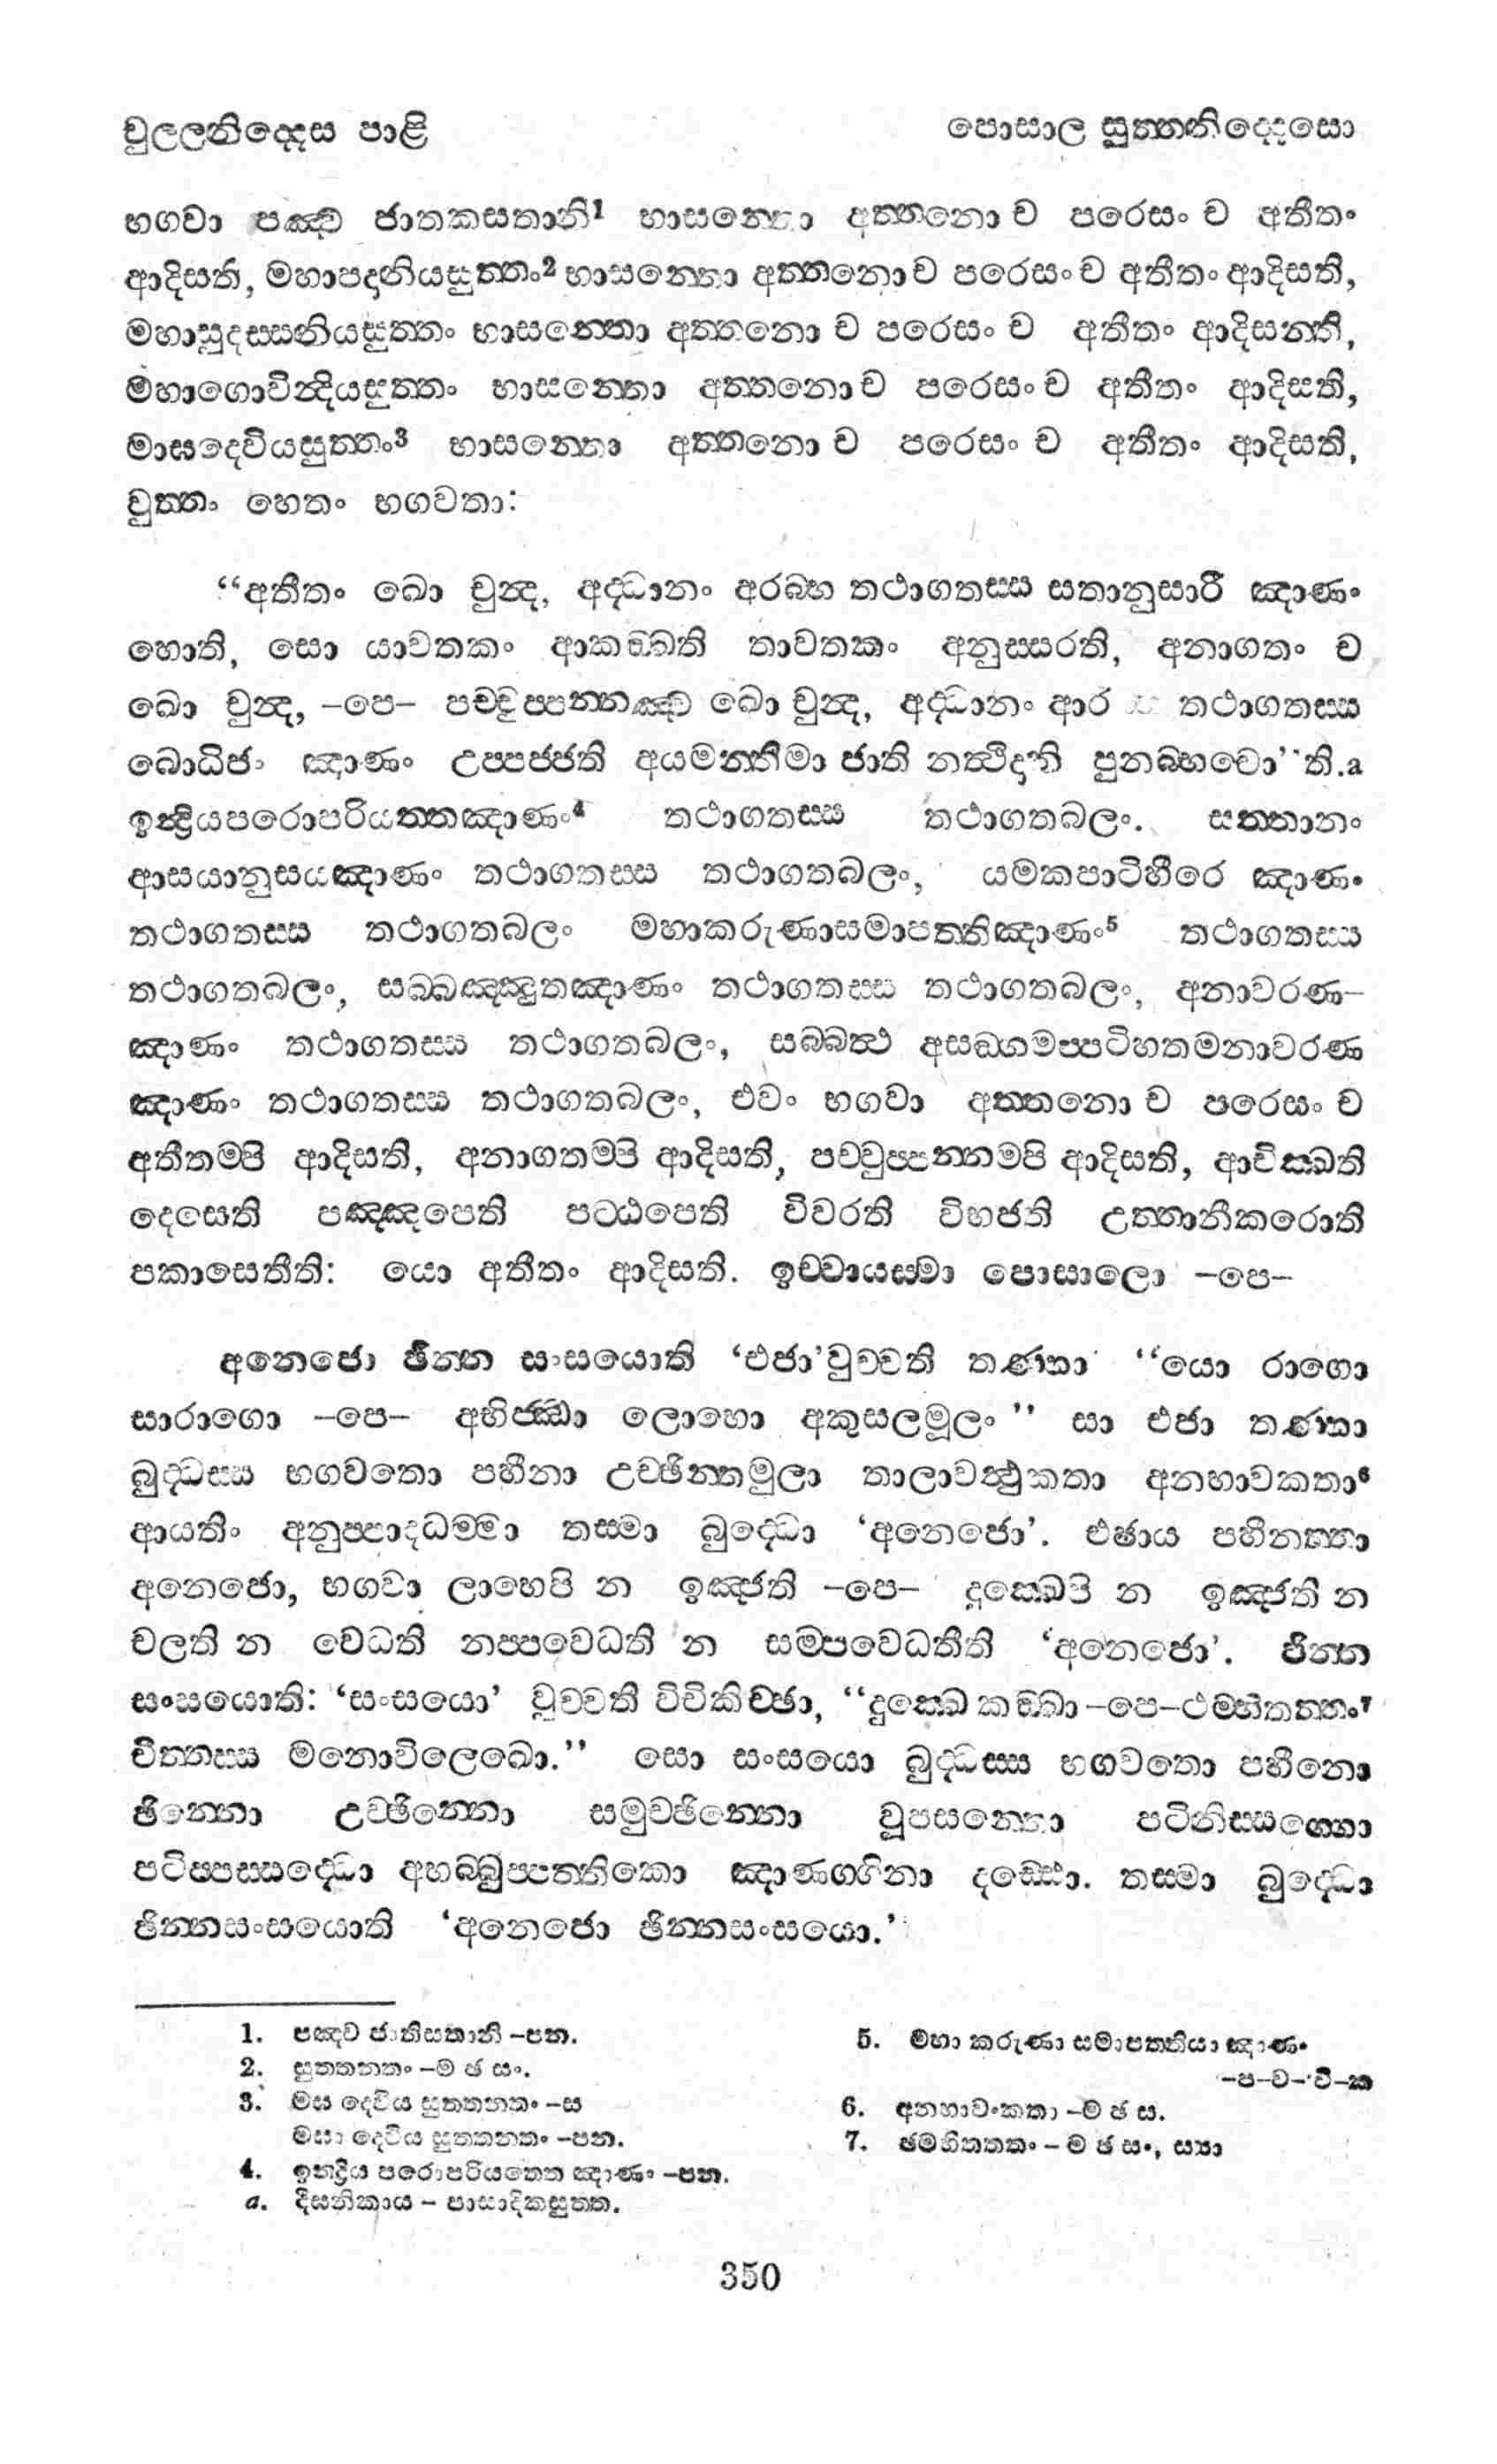 චුල්ලනිද්දෙස පාළි
පොසාල සුත්තනිද්දෙසො
භගවා පඤ්ච ජාතකසතානි1 භාසන්තො අත්තනො ච පරෙසං ච අතීතං
ආදිසති, මහාපදානියසුත්තං2 භාසන්තො අත්තනො ච පරෙසං ච අතීතං ආදිසති,
මහාසුදස්සනියසුත්තං භාසන්තො අත්තනො ච පරෙසං ච අතීතං ආදිසන්ති,
මහාගොවින්දියසුත්තං භාසන්තො අත්තනො ච පරෙසං ච අතීතං ආදිසති,
මාඝදෙවියසුත්තං3 භාසන්තො අත්තනො ච පරෙසං ච අතීතං ආදිසති,
වුත්තං හෙතං භගවතා:
“අතීතං ඛො චුන්ද, අද්ධානං අරබ්භ තථාගතස්ස සතානුසාරී ඤාණං
හොති, සො යාවතකං ආකඞ්ඛති තාවතකං අනුස්සරති, අනාගතං ච
ඛො චුන්ද, –පෙ– පච්චුප්පන්නඤ්ච ඛො චුන්ද, අද්ධානං ආර තථාගතස්ස
බොධිජං ඤාණං උප්පජ්ජති අයමන්තිමා ජාති නත්ථිදානි පුනබ්භවො”ති.a
ඉන්ද්‍රියපරොපරියත්තඤාණං4 තථාගතස්ස තථාගතබලං. සත්තානං
ආසයානුසයඤාණං තථාගතස්ස තථාගතබලං, යමකපාටිහීරෙ ඤාණං
තථාගතස්ස තථාගතබලං මහාකරුණාසමාපත්තිඤාණං5 තථාගතස්ස
තථාගතබලං, සබ්බඤ්ඤුතඤාණං තථාගතස්ස තථාගතබලං, අනාවරණ–
ඤාණං තථාගතස්ස තථාගතබලං, සබ්බත්ථ අසඞ්ගමප්පටිහතමනාවරණ
ඤාණං තථාගතස්ස තථාගතබලං, එවං භගවා අත්තනො ච පරෙසං ච
අතීතම්පි ආදිසති, අනාගතම්පි ආදිසති, පච්චුප්පන්නම්පි ආදිසති, ආචික්ඛති
දෙසෙති පඤ්ඤපෙති පට්ඨපෙති විවරති විභජති උත්තානීකරොති
පකාසෙතීති: යො අතීතං ආදිසති. ඉච්චායස්මා පොසාලො –පෙ–
අනෙජො ඡින්න සංසයොති ‘එජා’වුච්චති තණ්හා “යො රාගො
සාරාගො –පෙ– අභිජ්ඣා ලොභො අකුසලමූලං” සා එජා තණ්හා
බුද්ධස්ස භගවතො පහීනා උච්ඡින්නමුලා තාලාවත්ථුකතා අනභාවකතා6
ආයතිං අනුප්පාදධම්මා තස්මා බුද්ධො ‘අනෙජො’. එජාය පහීනත්තා
අනෙජො, භගවා ලාභෙපි න ඉඤ්ජති –පෙ– දුක්ඛෙපි න ඉඤ්ජති න
චලති න වෙධති නප්පවෙධති න සම්පවෙධතීති ‘අනෙජො’. ඡින්න
සංසයොති: ‘සංසයො’ වුච්චති විචිකිච්ඡා, “දුක්ඛෙ කඞ්ඛා –පෙ–ථම්භිතත්තං7
චිත්තස්ස මනොවිලෙඛො.” සො සංසයො බුද්ධස්ස භගවතො පහීනො
ඡින්නො උච්ඡින්නො සමුච්ඡින්නො වූපසන්තො පටිනිස්සග්ගො
පටිප්පස්සද්ධො අභබ්බුප්පත්තිකො ඤාණග්ගිනා දඩ්ඪො. තස්මා බුද්ධො
ඡින්නසංසයොති ‘අනෙජො ඡින්නසංසයො.’
1. පඤ්ච ජාතිසතානි –පන.
2. සුත්තන්තං –ම ඡ සං.
3. මඝ දෙවිය සුත්තන්තං –ස
මඝා දෙවිය සුත්තන්තං –පන.
4. ඉන්ද්‍රිය පරොපරියත්තෙ ඤාණං –පන.
a. දීඝනිකාය – පාසාදිකසුත්ත.
5. මහා කරුණා සමාපත්තියා ඤාණං
–ප–ව–වි–ක
6. අනභාවංකතා –ම ඡ ස.
7. ඡම්භිතත්තං – ම ඡ සං, ස්‍යා
350